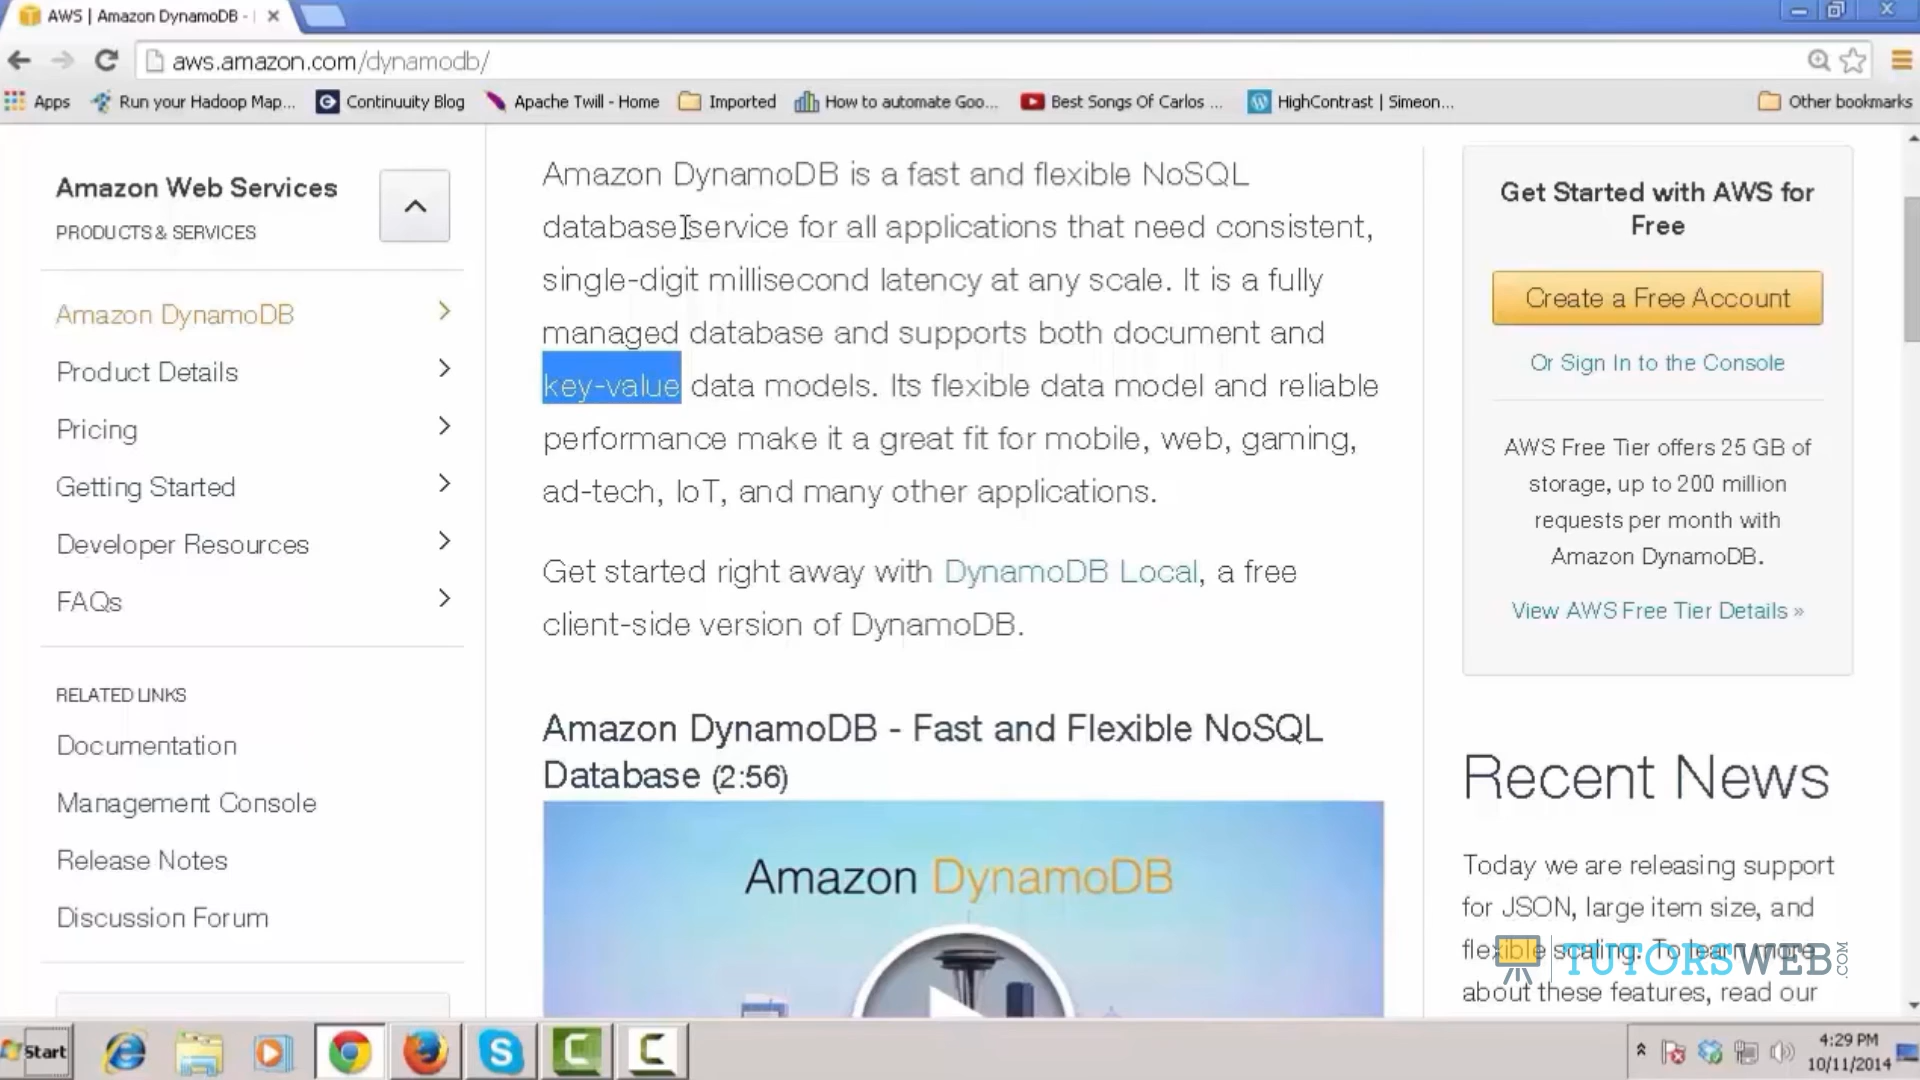 AWS | Amazon DynamoDB -
aws.amazon.com/dynamodb/
Apps
Run your Hadoop Map...
Continuuity Blog
Apache Twill - Home
Imported
How to automate Goo...
Best Songs Of Carlos ...
HighContrast | Simeon...
Other bookmarks
Amazon Web Services
PRODUCTS & SERVICES
Amazon DynamoDB
Product Details
Pricing
Getting Started
Developer Resources
FAQs
RELATED LINKS
Documentation
Management Console
Release Notes
Discussion Forum
Amazon DynamoDB is a fast and flexible NoSQL
database service for all applications that need consistent,
single-digit millisecond latency at any scale. It is a fully
managed database and supports both document and
key-value data models. Its flexible data model and reliable
performance make it a great fit for mobile, web, gaming,
ad-tech, IoT, and many other applications.
Get started right away with DynamoDB Local, a free
client-side version of DynamoDB.
Amazon DynamoDB - Fast and Flexible NoSQL
Database (2:56)
Amazon DynamoDB
Get Started with AWS for
Free
Create a Free Account
Or Sign In to the Console
AWS Free Tier offers 25 GB of
storage, up to 200 million
requests per month with
Amazon DynamoDB.
View AWS Free Tier Details »
Recent News
Today we are releasing support
for JSON, large item size, and
flexible scaling. To learn more
about these features, read our
TUTORSWEB.COM
Start
4:29 PM
10/11/2014